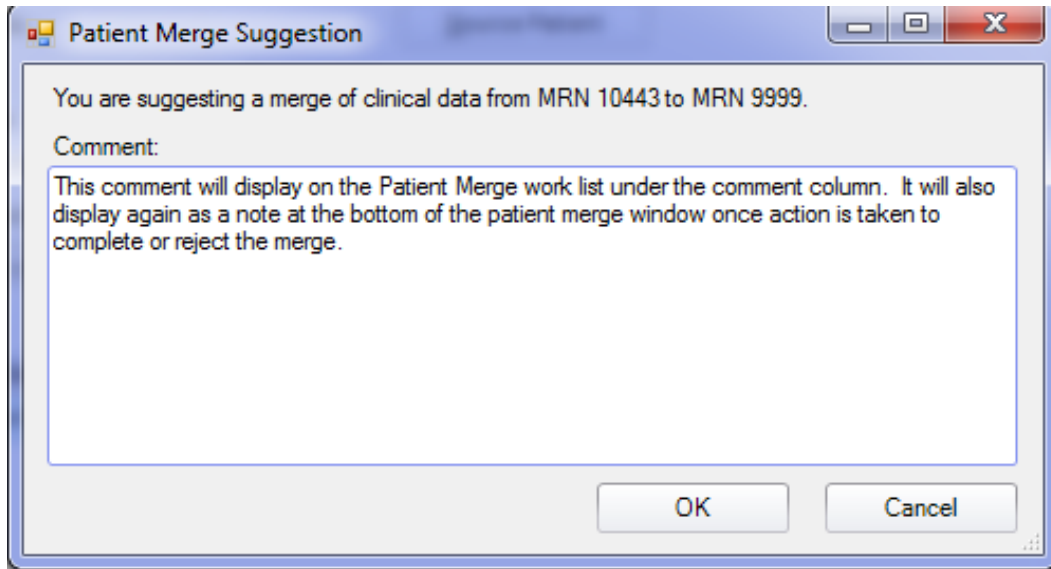 Patient Merge Suggestion
You are suggesting a merge of clinical data from MRN 10443 to MRN 9999.
Comment:
This comment will display on the Patient Merge work list under the comment column.  It will also
display again as a note at the bottom of the patient merge window once action is taken to
complete or reject the merge.
OK
Cancel